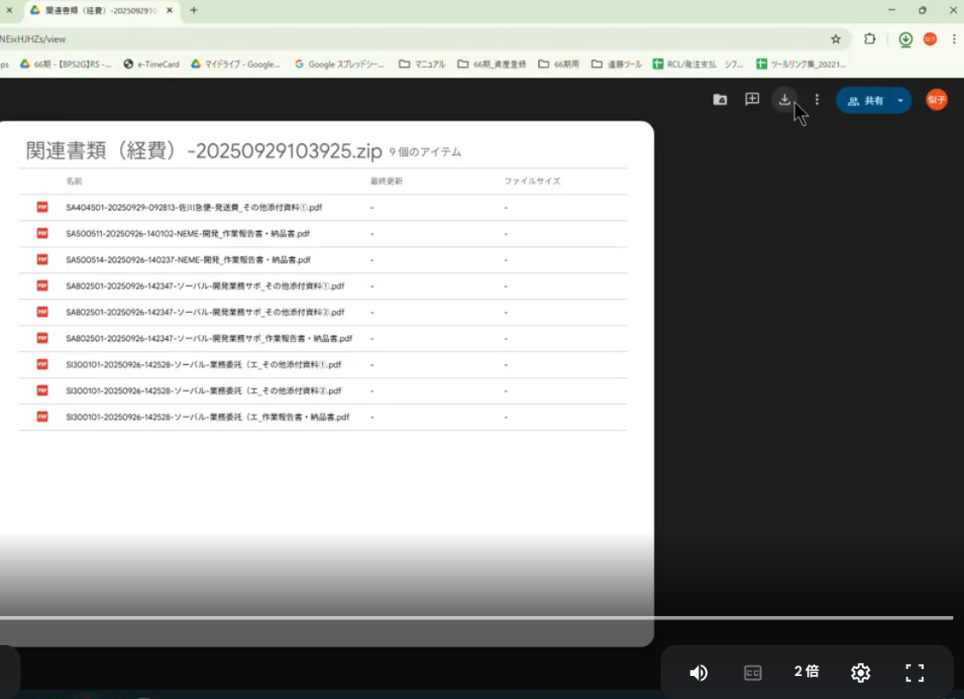 関連書類（経費）-2025092910
NEixHJHZs/view
ps 66期 -【BPS2G】RS -... e-TimeCard マイドライブ - Google... Google スプレッドシー... マニュアル 66期_資産登録 66期用 遠藤ツール RCL/発注支払 シフ... ツールリンク集_20221...
共有 似子
関連書類（経費）-20250929103925.zip 9 個のアイテム
名前 最終更新 ファイルサイズ
PDF SA404501-20250929-092813-佐川急便-発送費_その他添付資料①.pdf - -
PDF SA500511-20250926-140102-NEME-開発_作業報告書・納品書.pdf - -
PDF SA500514-20250926-140237-NEME-開発_作業報告書・納品書.pdf - -
PDF SA802501-20250926-142347-ソーバル-開発業務サポ_その他添付資料①.pdf - -
PDF SA802501-20250926-142347-ソーバル-開発業務サポ_その他添付資料②.pdf - -
PDF SA802501-20250926-142347-ソーバル-開発業務サポ_作業報告書・納品書.pdf - -
PDF SI300101-20250926-142528-ソーバル-業務委託（エ_その他添付資料①.pdf - -
PDF SI300101-20250926-142528-ソーバル-業務委託（エ_その他添付資料②.pdf - -
PDF SI300101-20250926-142528-ソーバル-業務委託（エ_作業報告書・納品書.pdf - -
CC 2 倍